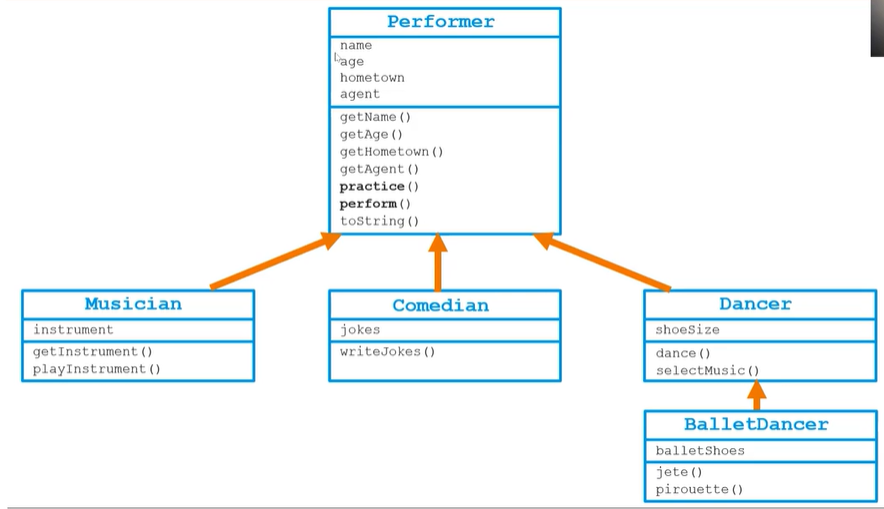 Performer
name
age
hometown
agent
getName()
getAge()
getHometown()
getAgent()
practice()
perform()
toString()
Musician
instrument
getInstrument()
playInstrument()
Comedian
jokes
writeJokes()
Dancer
shoeSize
dance()
selectMusic()
BalletDancer
balletShoes
jete()
pirouette()